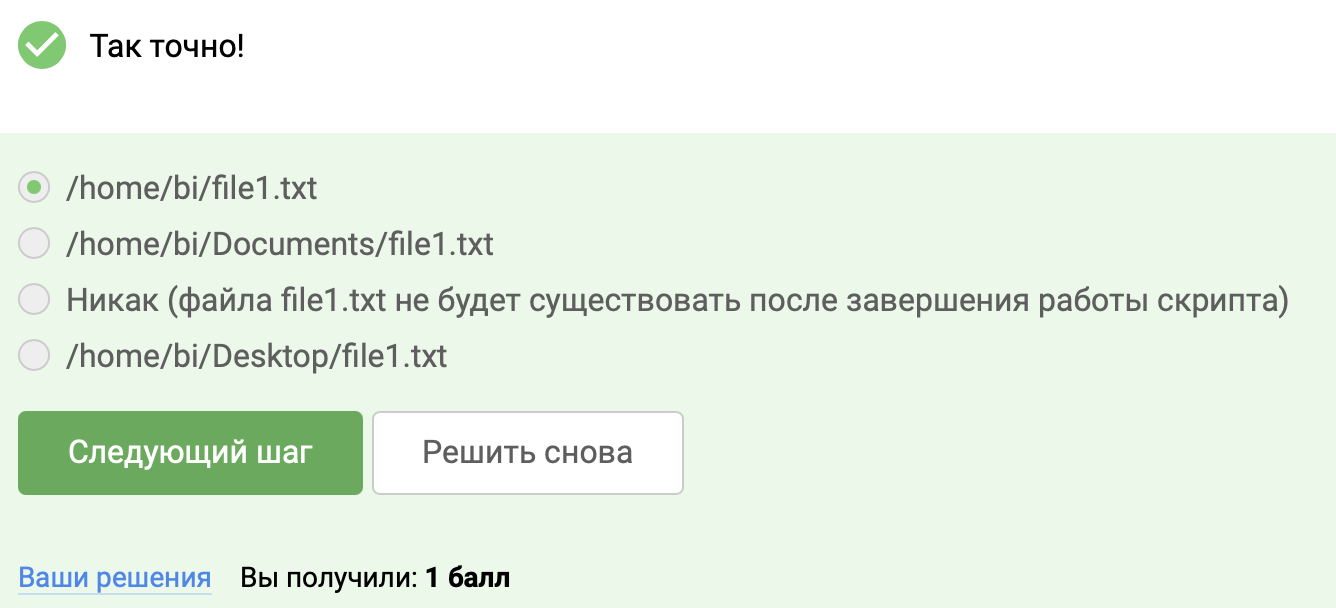 Так точно!
/home/bi/file1.txt
/home/bi/Documents/file1.txt
Никак (файла file1.txt не будет существовать после завершения работы скрипта)
/home/bi/Desktop/file1.txt
Следующий шаг Решить снова
Ваши решения Вы получили: 1 балл